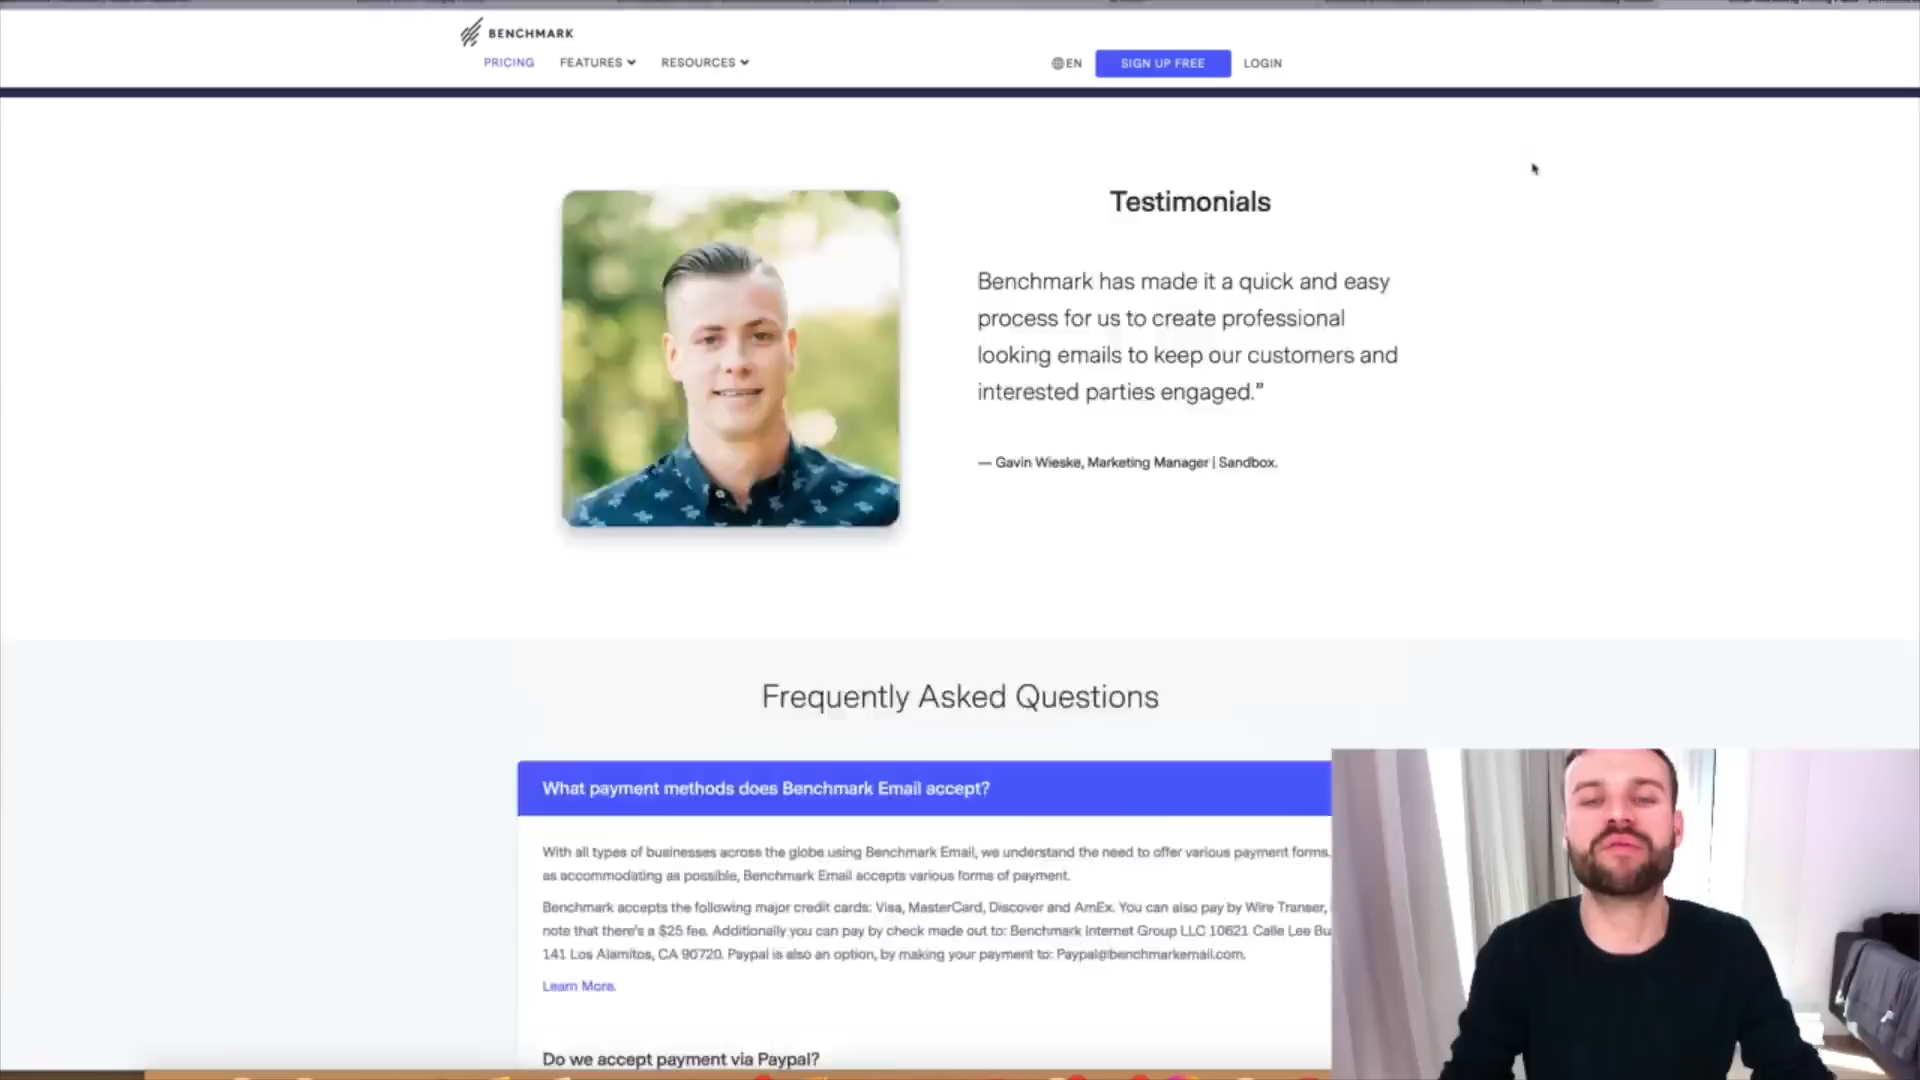 BENCHMARK
PRICING FEATURES RESOURCES EN SIGN UP FREE LOGIN
Testimonials
Benchmark has made it a quick and easy
process for us to create professional
looking emails to keep our customers and
interested parties engaged.”
— Gavin Wieske, Marketing Manager | Sandbox.
Frequently Asked Questions
What payment methods does Benchmark Email accept?
With all types of businesses across the globe using Benchmark Email, we understand the need to offer various payment forms.
as accommodating as possible, Benchmark Email accepts various forms of payment.
Benchmark accepts the following major credit cards: Visa, MasterCard, Discover and AmEx. You can also pay by Wire Transer,
note that there's a $25 fee. Additionally you can pay by check made out to: Benchmark Internet Group LLC 10621 Calle Lee Bu
141 Los Alamitos, CA 90720. Paypal is also an option, by making your payment to: Paypal@benchmarkemail.com.
Learn More.
Do we accept payment via Paypal?